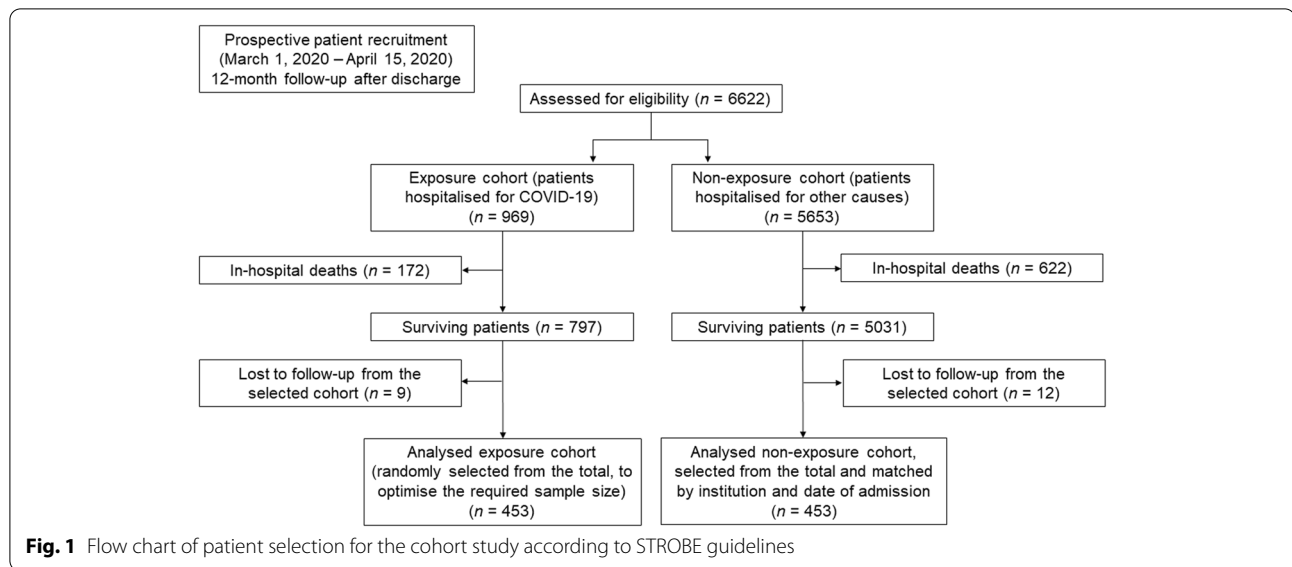 Prospective patient recruitment
(March 1, 2020 – April 15, 2020)
12-month follow-up after discharge
Assessed for eligibility (n = 6622)
Exposure cohort (patients
hospitalised for COVID-19)
(n = 969)
Non-exposure cohort (patients
hospitalised for other causes)
(n = 5653)
In-hospital deaths (n = 172)
In-hospital deaths (n = 622)
Surviving patients (n = 797)
Surviving patients (n = 5031)
Lost to follow-up from the
selected cohort (n = 9)
Lost to follow-up from the
selected cohort (n = 12)
Analysed exposure cohort
(randomly selected from the total, to
optimise the required sample size)
(n = 453)
Analysed non-exposure cohort,
selected from the total and matched
by institution and date of admission
(n = 453)
Fig. 1 Flow chart of patient selection for the cohort study according to STROBE guidelines